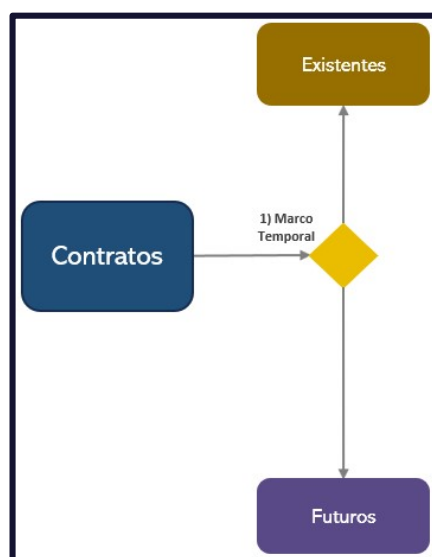 Existentes
1) Marco
Temporal
Contratos
Futuros